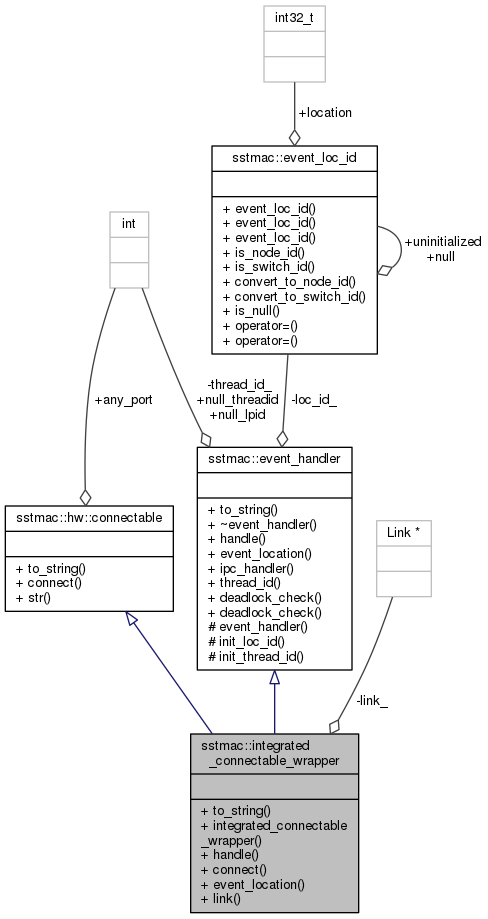 int32_t
+location
sstmac::event_loc_id
+ event_loc_id()
+ event_loc_id()
+ event_loc_id()
+ is_node_id()
+ is_switch_id()
+ convert_to_node_id()
+ convert_to_switch_id()
+ is_null()
+ operator=()
+ operator=()
+uninitialized
+null
int
+any_port
-thread_id_
+null_threadid
+null_lpid
-loc_id_
sstmac::event_handler
+ to_string()
+ ~event_handler()
+ handle()
+ event_location()
+ ipc_handler()
+ thread_id()
+ deadlock_check()
+ deadlock_check()
# event_handler()
# init_loc_id()
# init_thread_id()
sstmac::hw::connectable
+ to_string()
+ connect()
+ str()
Link *
-link_
sstmac::integrated
_connectable_wrapper
+ to_string()
+ integrated_connectable
_wrapper()
+ handle()
+ connect()
+ event_location()
+ link()